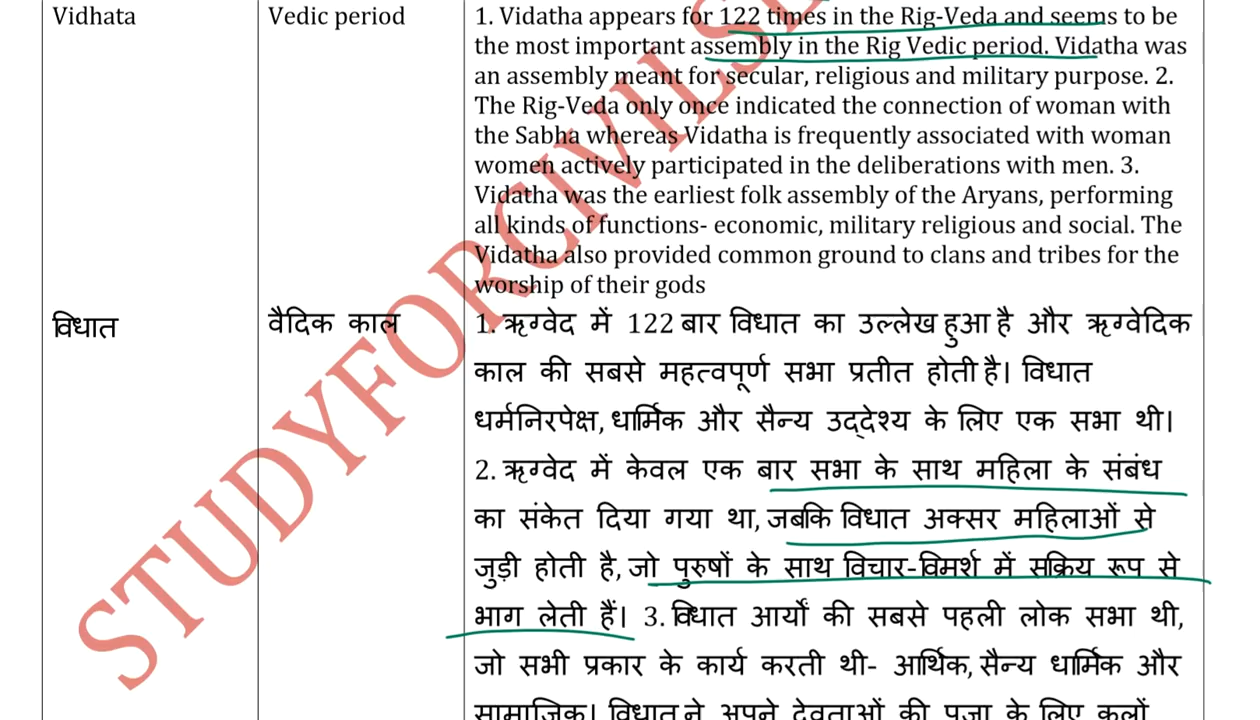 Vidhata
Vedic period
1. Vidatha appears for 122 times in the Rig-Veda and seems to be
the most important assembly in the Rig Vedic period. Vidatha was
an assembly meant for secular, religious and military purpose. 2.
The Rig-Veda only once indicated the connection of woman with
the Sabha whereas Vidatha is frequently associated with woman
women actively participated in the deliberations with men. 3.
Vidatha was the earliest folk assembly of the Aryans, performing
all kinds of functions- economic, military religious and social. The
Vidatha also provided common ground to clans and tribes for the
worship of their gods
विधात
वैदिक काल
1. ऋग्वेद में 122 बार विधात का उल्लेख हुआ है और ऋग्वेदिक
काल की सबसे महत्वपूर्ण सभा प्रतीत होती है। विधात
धर्मनिरपेक्ष, धार्मिक और सैन्य उद्देश्य के लिए एक सभा थी।
2. ऋग्वेद में केवल एक बार सभा के साथ महिला के संबंध
का संकेत दिया गया था, जबकि विधात अक्सर महिलाओं से
जुड़ी होती है, जो पुरुषों के साथ विचार-विमर्श में सक्रिय रूप से
भाग लेती हैं। 3. विधात आर्यों की सबसे पहली लोक सभा थी,
जो सभी प्रकार के कार्य करती थी- आर्थिक, सैन्य धार्मिक और
सामाजिक। विधात ने अपने देवताओं की पूजा के लिए कुलों
STUDYFORCIVILS